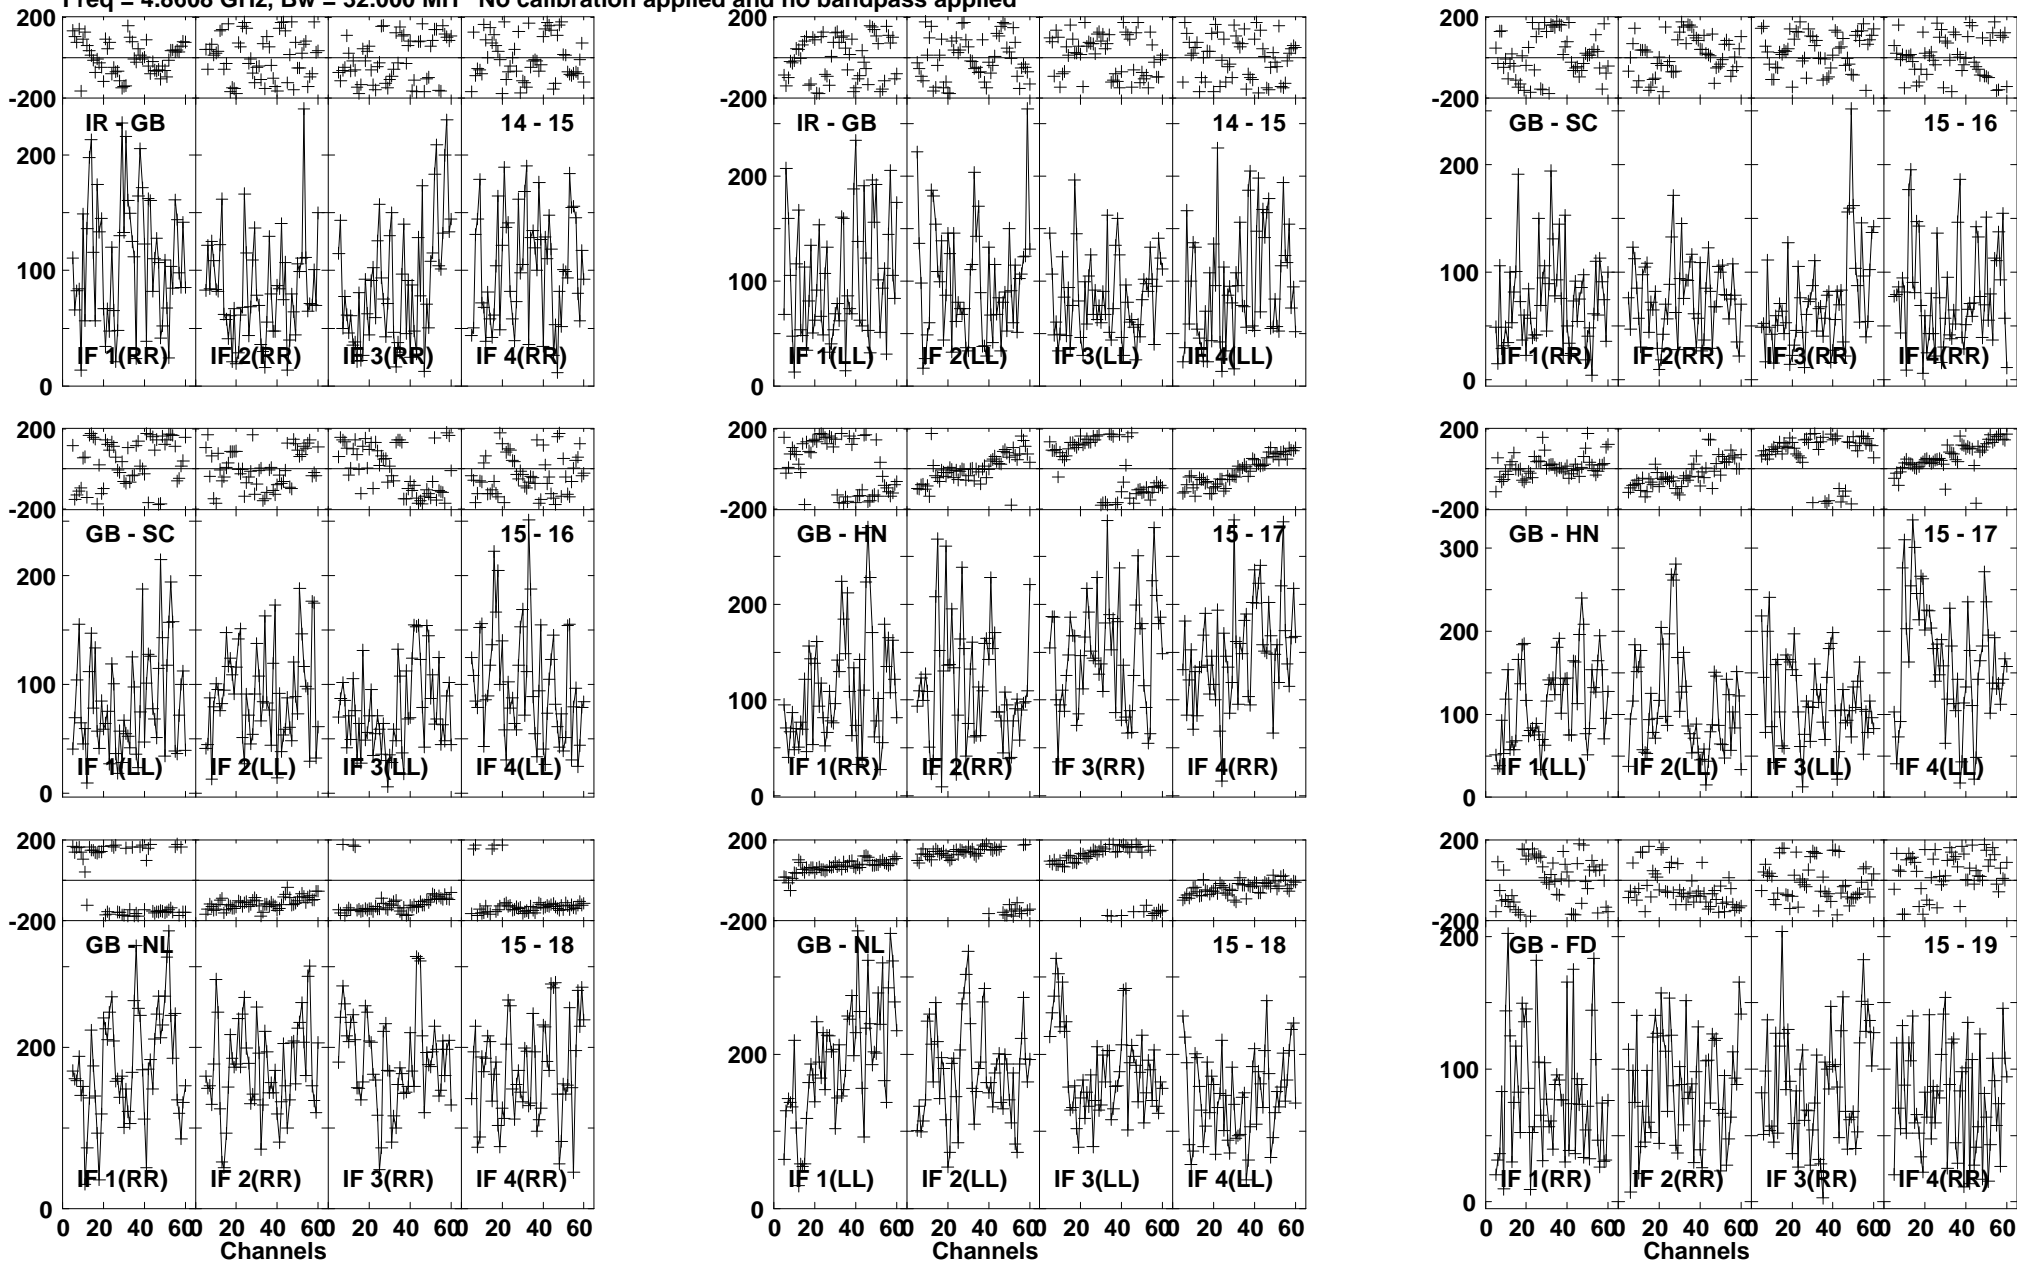 Freq = 4.8608 GHz, Bw = 32.000 MH No calibration applied and no bandpass applied
200
-200
IR - GB 14 - 15
200
100
0
IF 1(RR) IF 2(RR) IF 3(RR) IF 4(RR)
200
-200
IR - GB 14 - 15
200
100
0
IF 1(LL) IF 2(LL) IF 3(LL) IF 4(LL)
200
-200
GB - SC 15 - 16
200
100
0
IF 1(RR) IF 2(RR) IF 3(RR) IF 4(RR)
200
-200
GB - SC 15 - 16
200
100
0
IF 1(LL) IF 2(LL) IF 3(LL) IF 4(LL)
200
-200
GB - HN 15 - 17
200
100
0
IF 1(RR) IF 2(RR) IF 3(RR) IF 4(RR)
200
-200
GB - HN 15 - 17
300
200
100
0
IF 1(LL) IF 2(LL) IF 3(LL) IF 4(LL)
200
-200
GB - NL 15 - 18
200
0
IF 1(RR) IF 2(RR) IF 3(RR) IF 4(RR)
0 20 40 60 0 20 40 60 0 20 40 60 0 20 40 60
Channels
200
-200
GB - NL 15 - 18
200
0
IF 1(LL) IF 2(LL) IF 3(LL) IF 4(LL)
0 20 40 60 0 20 40 60 0 20 40 60 0 20 40 60
Channels
200
-200
GB - FD 15 - 19
200
100
0
IF 1(RR) IF 2(RR) IF 3(RR) IF 4(RR)
0 20 40 60 0 20 40 60 0 20 40 60 0 20 40 60
Channels